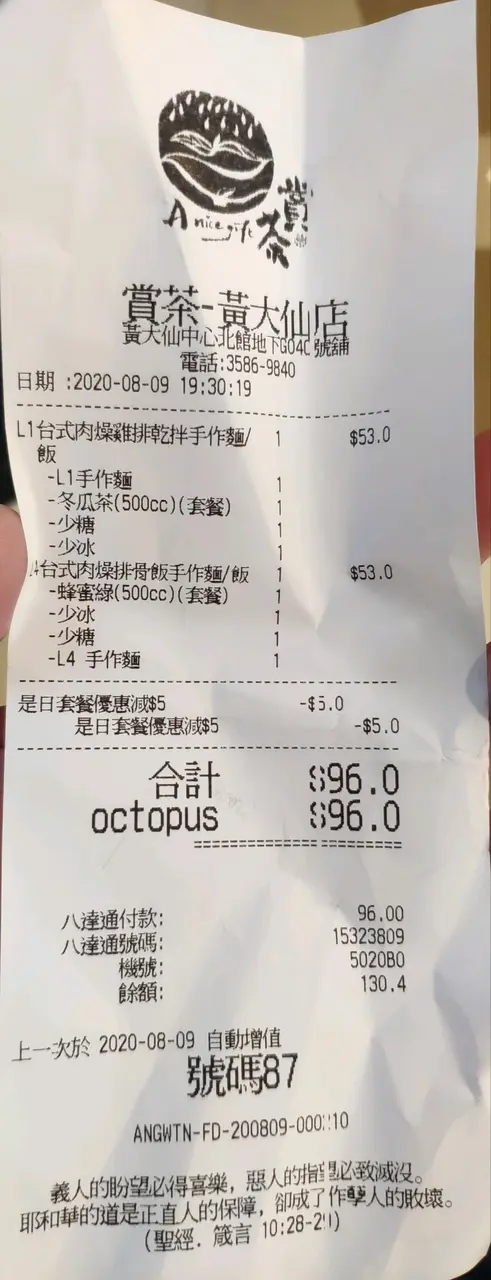 A nice gift 賞茶
賞茶-黃大仙店
黃大仙中心北館地下G04C號舖
電話:3586-9840
日期 :2020-08-09 19:30:19
L1台式肉燥雞排乾拌手作麵/ 1 $53.0
飯
-L1手作麵 1
-冬瓜茶(500cc)(套餐) 1
-少糖 1
-少冰 1
4台式肉燥排骨飯手作麵/飯 1 $53.0
-蜂蜜綠(500cc)(套餐) 1
-少冰 1
-少糖 1
-L4 手作麵 1
是日套餐優惠減$5 -$5.0
是日套餐優惠減$5 -$5.0
合計 $96.0
octopus $96.0
八達通付款: 96.00
八達通號碼: 15323809
機號: 5020B0
餘額: 130.4
上一次於 2020-08-09 自動增值
號碼87
ANGWTN-FD-200809-000210
義人的盼望必得喜樂，惡人的指望必致滅沒。
耶和華的道是正直人的保障，卻成了作孽人的敗壞。
(聖經．箴言 10:28-29)